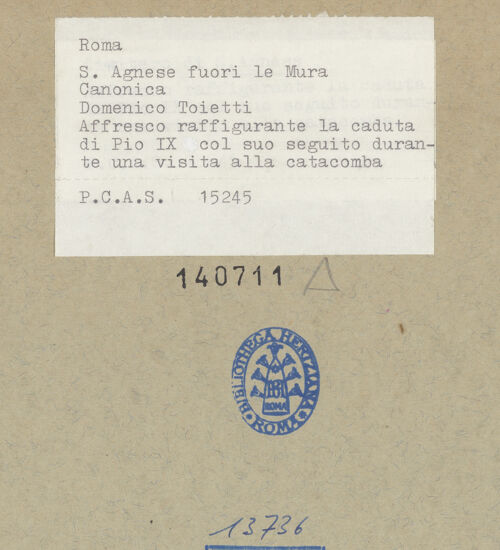 Roma
S. Agnese fuori le Mura
Canonica
Domenico Toietti
Affresco raffigurante la caduta
di Pio IX col suo seguito duran-
te una visita alla catacomba
P.C.A.S. 15245
140711
BIBLIOTHECA HERTZIANA
ROMA
ROMA
13736